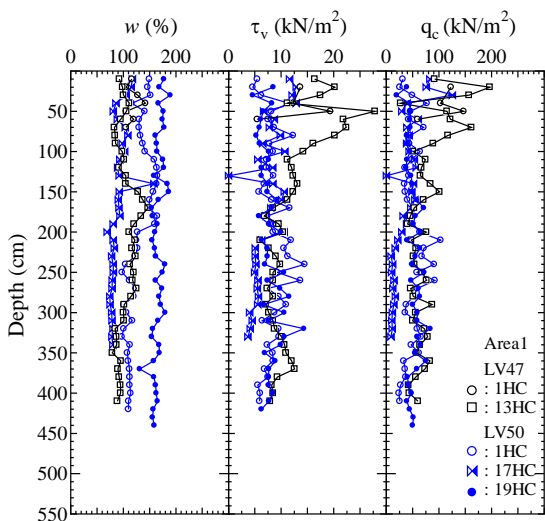 w (%)
τv (kN/m²)
qc (kN/m²)
100 200
0 10 20
0 100 200 300
0
50
100
150
200
250
300
350
400
450
500
550
Depth (cm)
Area1
LV47
: 1HC
: 13HC
LV50
: 1HC
: 17HC
: 19HC